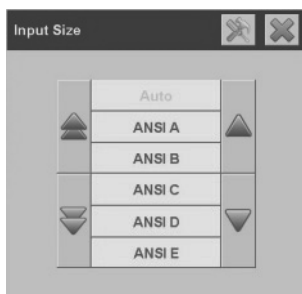 Input Size
Auto
ANSI A
ANSI B
ANSI C
ANSI D
ANSI E